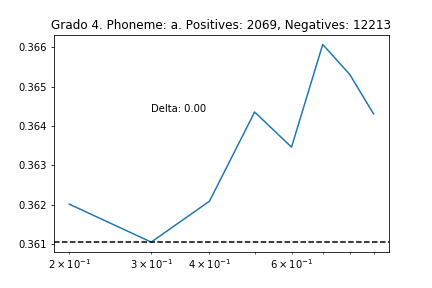 Grado 4. Phoneme: a. Positives: 2069, Negatives: 12213
0.366
0.365
Delta: 0.00
0.364
0.363
0.362
0.361
2 × 10⁻¹ 3 × 10⁻¹ 4 × 10⁻¹ 6 × 10⁻¹